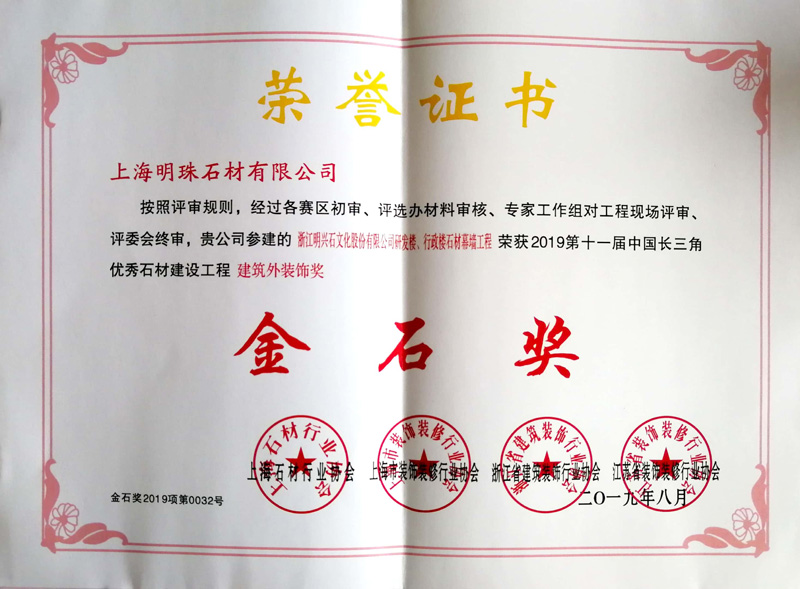 荣誉证书
上海明珠石材有限公司
按照评审规则，经过各赛区初审、评选办材料审核、专家工作组对工程现场评审、
评委会终审，贵公司参建的 浙江明兴石文化股份有限公司研发楼、行政楼石材幕墙工程 荣获2019第十一届中国长三角
优秀石材建设工程 建筑外装饰奖
金石奖
上海石材行业协会 上海市装饰装修行业协会 浙江省建筑装饰行业协会 江苏省装饰装修行业协会
金石奖2019项第0032号
二〇一九年八月